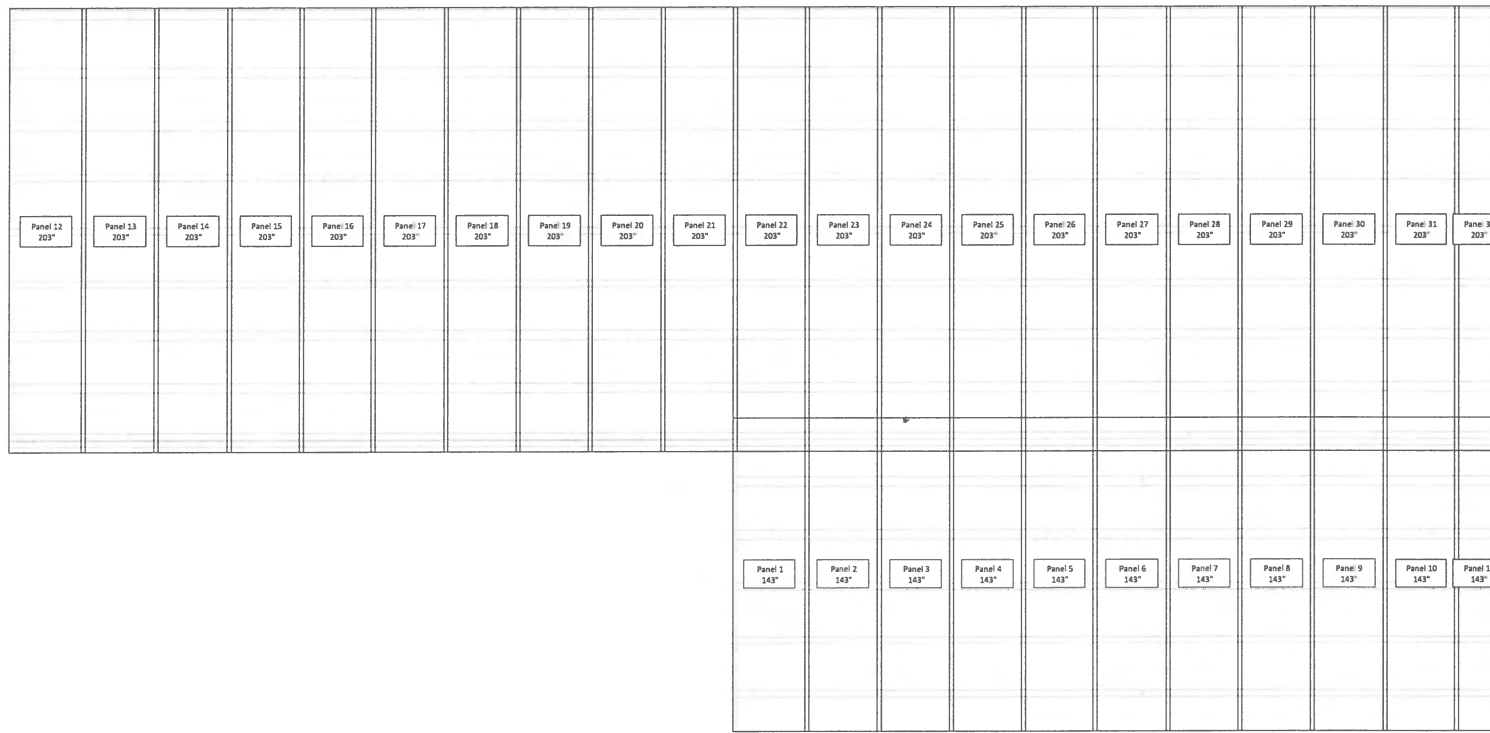 Panel 12
203"
Panel 13
203"
Panel 14
203"
Panel 15
203"
Panel 16
203"
Panel 17
203"
Panel 18
203"
Panel 19
203"
Panel 20
203"
Panel 21
203"
Panel 22
203"
Panel 23
203"
Panel 24
203"
Panel 25
203"
Panel 26
203"
Panel 27
203"
Panel 28
203"
Panel 29
203"
Panel 30
203"
Panel 31
203"
Panel 3
203"
Panel 1
143"
Panel 2
143"
Panel 3
143"
Panel 4
143"
Panel 5
143"
Panel 6
143"
Panel 7
143"
Panel 8
143"
Panel 9
143"
Panel 10
143"
Panel 1
143"